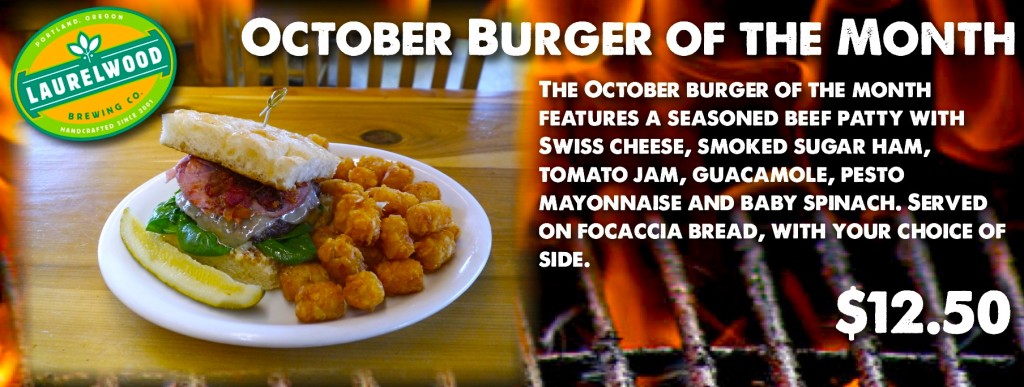 PORTLAND, OREGON
LAURELWOOD
BREWING CO.
HANDCRAFTED SINCE 2001
OCTOBER BURGER OF THE MONTH
THE OCTOBER BURGER OF THE MONTH
FEATURES A SEASONED BEEF PATTY WITH
SWISS CHEESE, SMOKED SUGAR HAM,
TOMATO JAM, GUACAMOLE, PESTO
MAYONNAISE AND BABY SPINACH. SERVED
ON FOCACCIA BREAD, WITH YOUR CHOICE OF
SIDE.
$12.50